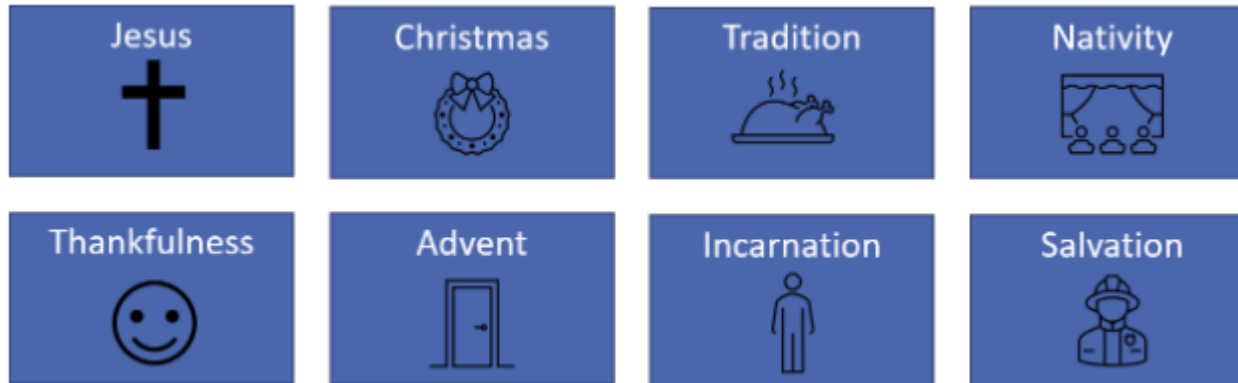 Jesus
Christmas
Tradition
Nativity
Thankfulness
Advent
Incarnation
Salvation